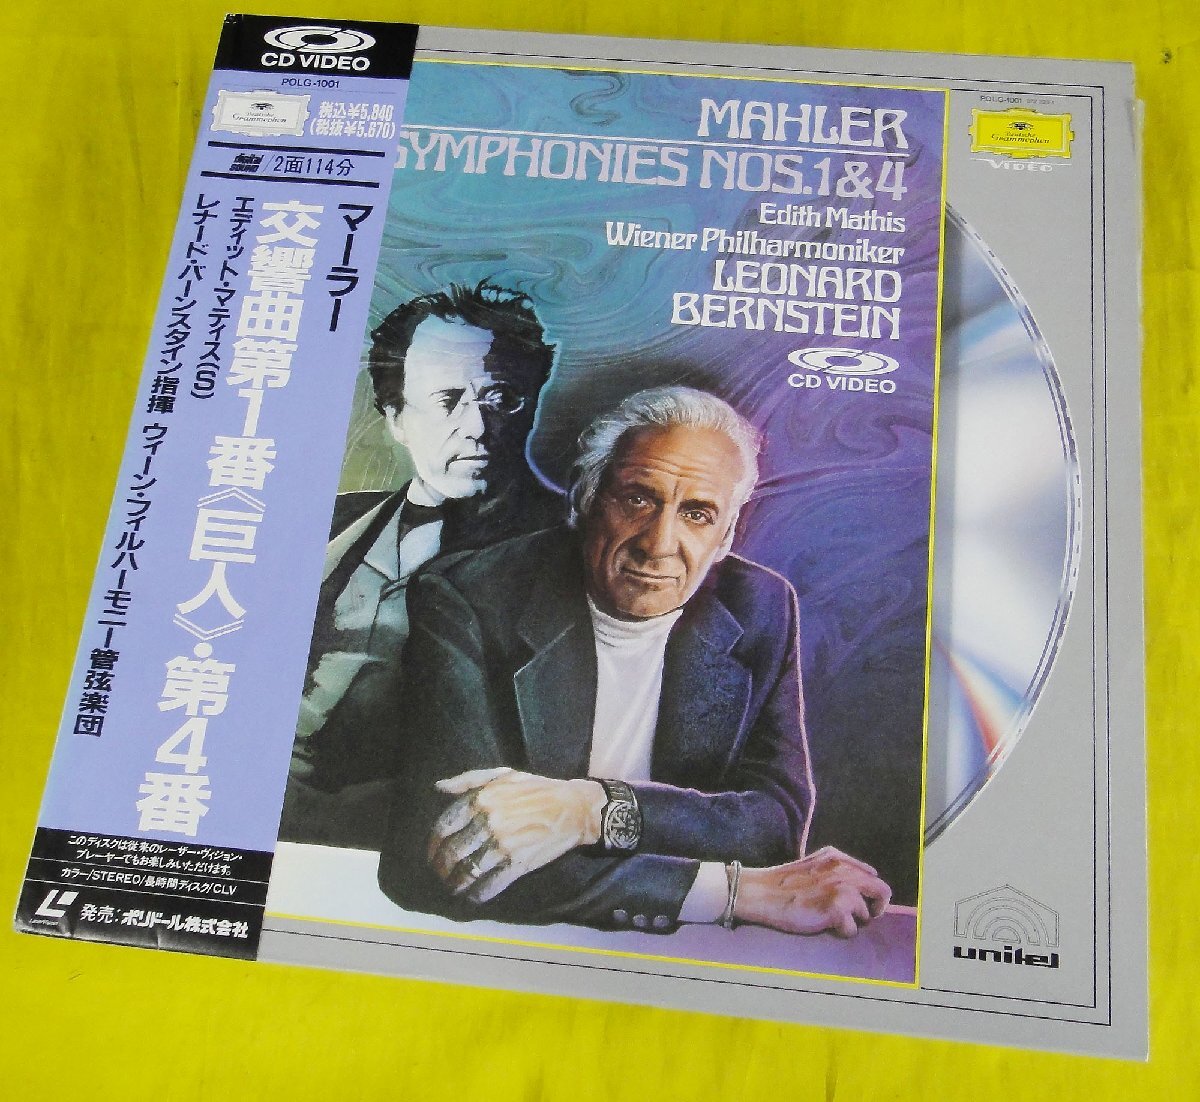 CD VIDEO
POLG-1001
Deutsche
Grammophon
税込¥5,840
(税抜¥5,670)
digital
SOUND
/2面114分
マーラー
交響曲第1番《巨人》・第4番
エディット・マティス(S)
レナード・バーンスタイン指揮 ウィーン・フィルハーモニー管弦楽団
このディスクは従来のレーザー・ヴィジョン・
プレーヤーでもお楽しみいただけます。
カラー/STEREO/長時間ディスク/CLV
LaserVision
発売:ポリドール株式会社
MAHLER
SYMPHONIES NOS.1&4
Edith Mathis
Wiener Philharmoniker
LEONARD
BERNSTEIN
CD VIDEO
POLG-1001
Deutsche
Grammophon
VIDEO
unitel